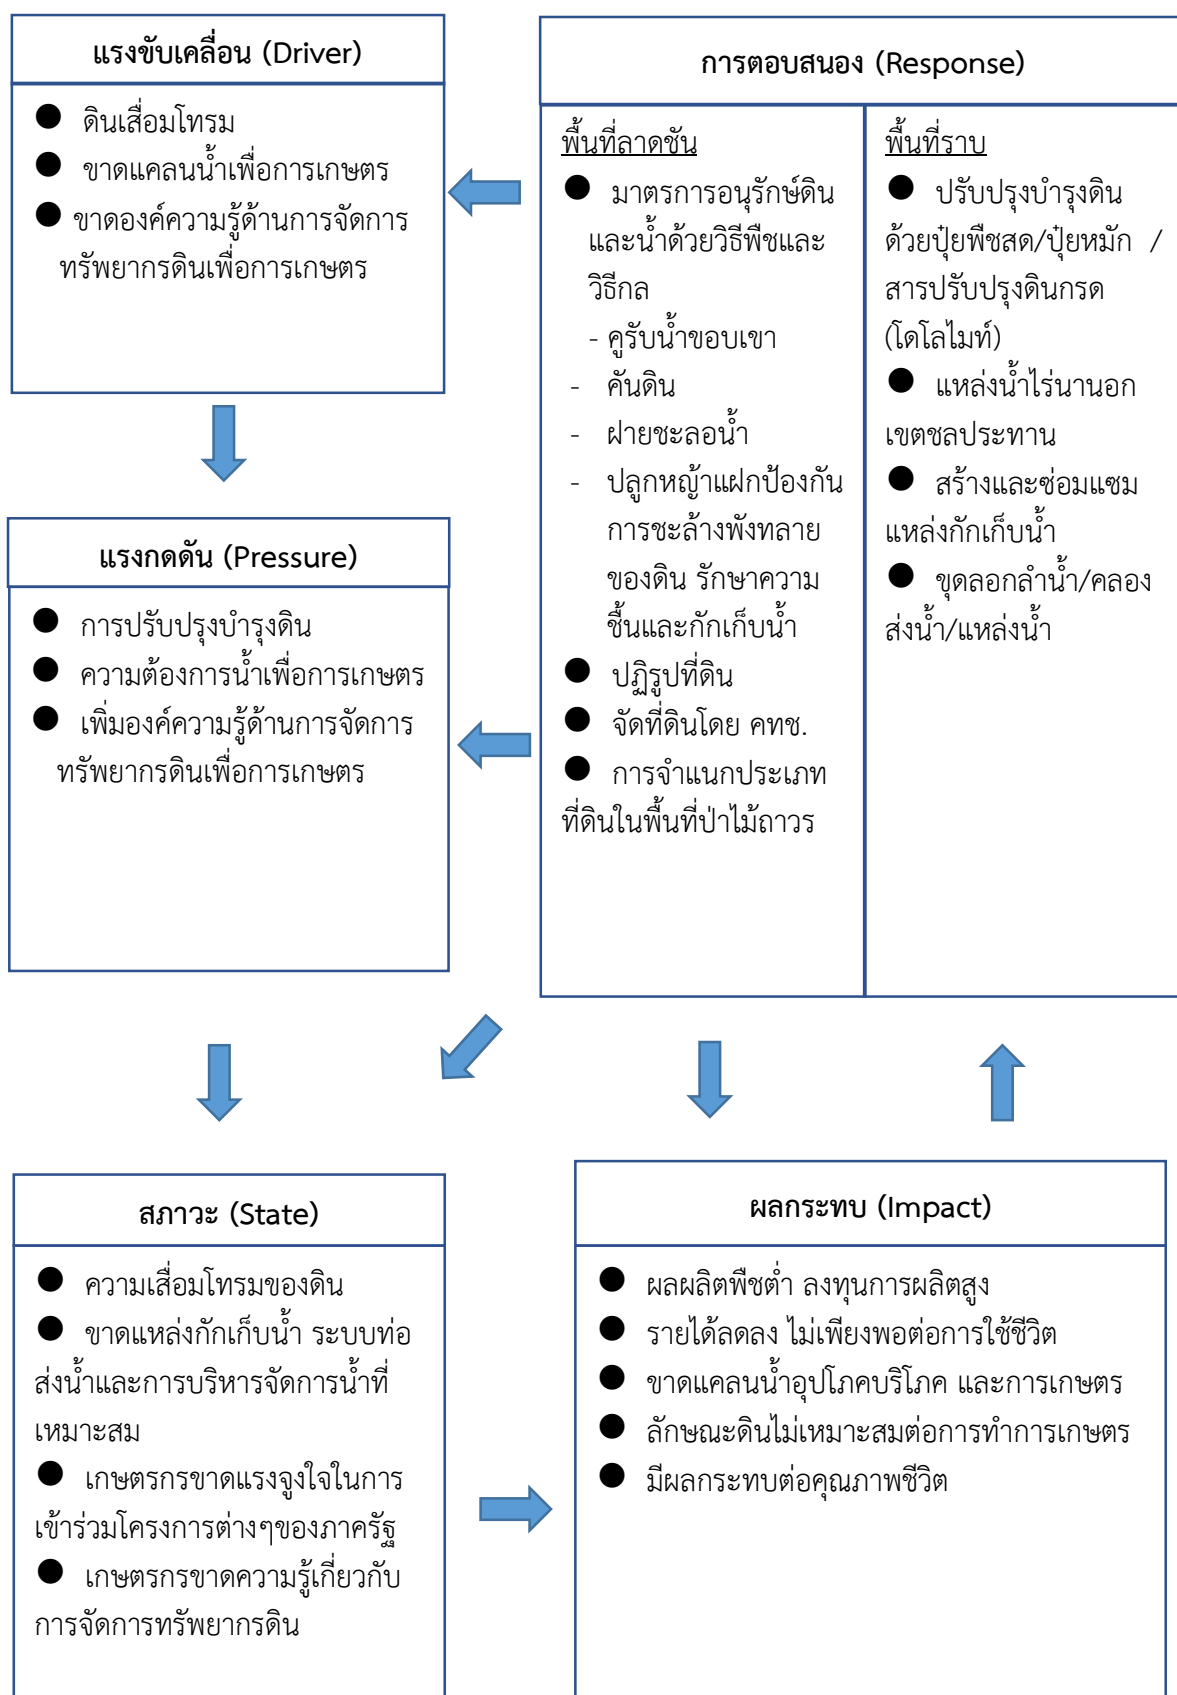 แรงขับเคลื่อน (Driver)
● ดินเสื่อมโทรม
● ขาดแคลนน้ำเพื่อการเกษตร
● ขาดองค์ความรู้ด้านการจัดการ
ทรัพยากรดินเพื่อการเกษตร
การตอบสนอง (Response)
พื้นที่ลาดชัน
● มาตรการอนุรักษ์ดิน
และน้ำด้วยวิธีพืชและ
วิธีกล
- คูรับน้ำขอบเขา
- คันดิน
- ฝายชะลอน้ำ
- ปลูกหญ้าแฝกป้องกัน
การชะล้างพังทลาย
ของดิน รักษาความ
ชื้นและกักเก็บน้ำ
● ปฏิรูปที่ดิน
● จัดที่ดินโดย คทช.
● การจำแนกประเภท
ที่ดินในพื้นที่ป่าไม้ถาวร
พื้นที่ราบ
● ปรับปรุงบำรุงดิน
ด้วยปุ๋ยพืชสด/ปุ๋ยหมัก /
สารปรับปรุงดินกรด
(โดโลไมท์)
● แหล่งน้ำไร่นานอก
เขตชลประทาน
● สร้างและซ่อมแซม
แหล่งกักเก็บน้ำ
● ขุดลอกลำน้ำ/คลอง
ส่งน้ำ/แหล่งน้ำ
แรงกดดัน (Pressure)
● การปรับปรุงบำรุงดิน
● ความต้องการน้ำเพื่อการเกษตร
● เพิ่มองค์ความรู้ด้านการจัดการ
ทรัพยากรดินเพื่อการเกษตร
สภาวะ (State)
● ความเสื่อมโทรมของดิน
● ขาดแหล่งกักเก็บน้ำ ระบบท่อ
ส่งน้ำและการบริหารจัดการน้ำที่
เหมาะสม
● เกษตรกรขาดแรงจูงใจในการ
เข้าร่วมโครงการต่างๆของภาครัฐ
● เกษตรกรขาดความรู้เกี่ยวกับ
การจัดการทรัพยากรดิน
ผลกระทบ (Impact)
● ผลผลิตพืชต่ำ ลงทุนการผลิตสูง
● รายได้ลดลง ไม่เพียงพอต่อการใช้ชีวิต
● ขาดแคลนน้ำอุปโภคบริโภค และการเกษตร
● ลักษณะดินไม่เหมาะสมต่อการทำการเกษตร
● มีผลกระทบต่อคุณภาพชีวิต